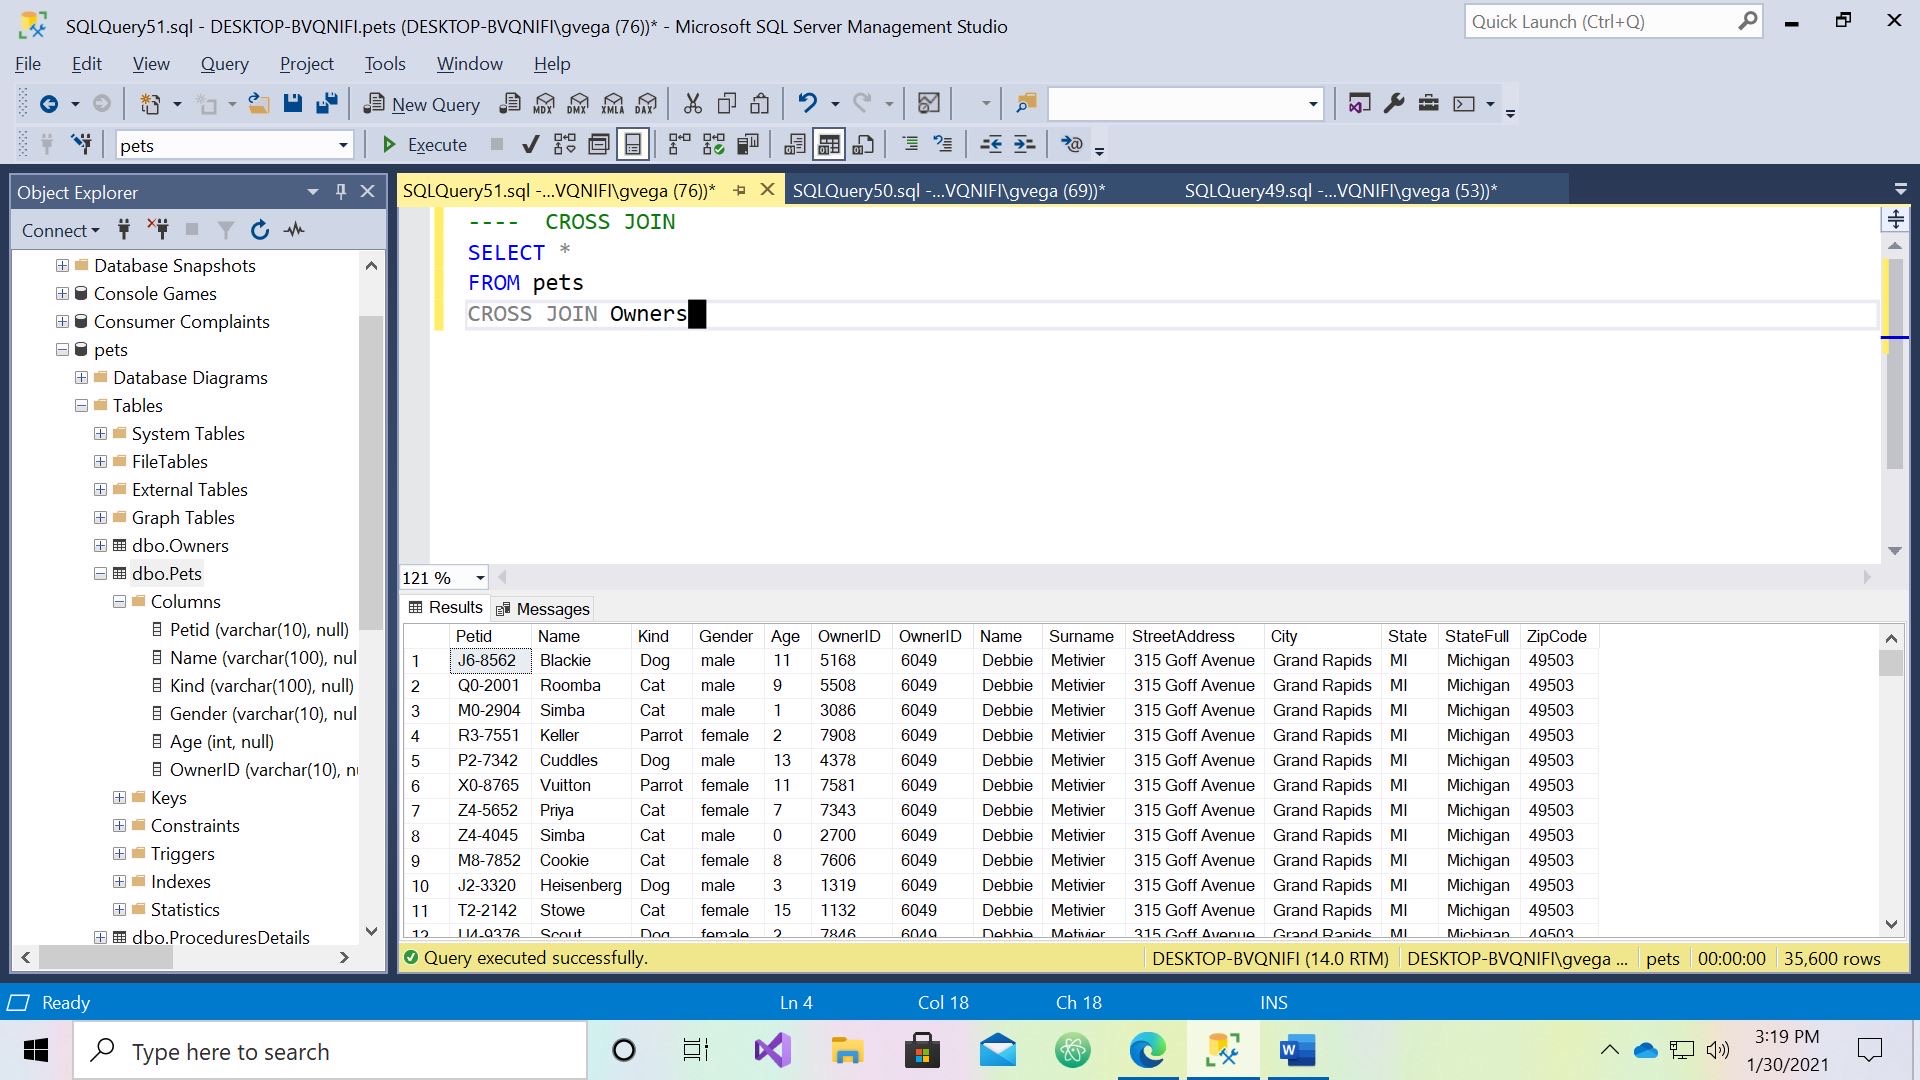 SQLQuery51.sql - DESKTOP-BVQNIFI.pets (DESKTOP-BVQNIFI\gvega (76))* - Microsoft SQL Server Management Studio
Quick Launch (Ctrl+Q)
File Edit View Query Project Tools Window Help
New Query MDX DMX XMLA DAX
pets Execute
Object Explorer
Connect
Database Snapshots
Console Games
Consumer Complaints
pets
Database Diagrams
Tables
System Tables
FileTables
External Tables
Graph Tables
dbo.Owners
dbo.Pets
Columns
Petid (varchar(10), null)
Name (varchar(100), nul
Kind (varchar(100), null)
Gender (varchar(10), nul
Age (int, null)
OwnerID (varchar(10), n
Keys
Constraints
Triggers
Indexes
Statistics
dbo.ProceduresDetails
SQLQuery51.sql -...VQNIFI\gvega (76))* SQLQuery50.sql -...VQNIFI\gvega (69))* SQLQuery49.sql -...VQNIFI\gvega (53))*
---- CROSS JOIN
SELECT *
FROM pets
CROSS JOIN Owners
121 %
Results Messages
Petid Name Kind Gender Age OwnerID OwnerID Name Surname StreetAddress City State StateFull ZipCode
1 J6-8562 Blackie Dog male 11 5168 6049 Debbie Metivier 315 Goff Avenue Grand Rapids MI Michigan 49503
2 Q0-2001 Roomba Cat male 9 5508 6049 Debbie Metivier 315 Goff Avenue Grand Rapids MI Michigan 49503
3 M0-2904 Simba Cat male 1 3086 6049 Debbie Metivier 315 Goff Avenue Grand Rapids MI Michigan 49503
4 R3-7551 Keller Parrot female 2 7908 6049 Debbie Metivier 315 Goff Avenue Grand Rapids MI Michigan 49503
5 P2-7342 Cuddles Dog male 13 4378 6049 Debbie Metivier 315 Goff Avenue Grand Rapids MI Michigan 49503
6 X0-8765 Vuitton Parrot female 11 7581 6049 Debbie Metivier 315 Goff Avenue Grand Rapids MI Michigan 49503
7 Z4-5652 Priya Cat female 7 7343 6049 Debbie Metivier 315 Goff Avenue Grand Rapids MI Michigan 49503
8 Z4-4045 Simba Cat male 0 2700 6049 Debbie Metivier 315 Goff Avenue Grand Rapids MI Michigan 49503
9 M8-7852 Cookie Cat female 8 7606 6049 Debbie Metivier 315 Goff Avenue Grand Rapids MI Michigan 49503
10 J2-3320 Heisenberg Dog male 3 1319 6049 Debbie Metivier 315 Goff Avenue Grand Rapids MI Michigan 49503
11 T2-2142 Stowe Cat female 15 1132 6049 Debbie Metivier 315 Goff Avenue Grand Rapids MI Michigan 49503
12 U4-9376 Scout Dog female 2 7846 6049 Debbie Metivier 315 Goff Avenue Grand Rapids MI Michigan 49503
Query executed successfully. DESKTOP-BVQNIFI (14.0 RTM) DESKTOP-BVQNIFI\gvega ... pets 00:00:00 35,600 rows
Ready Ln 4 Col 18 Ch 18 INS
Type here to search
3:19 PM
1/30/2021